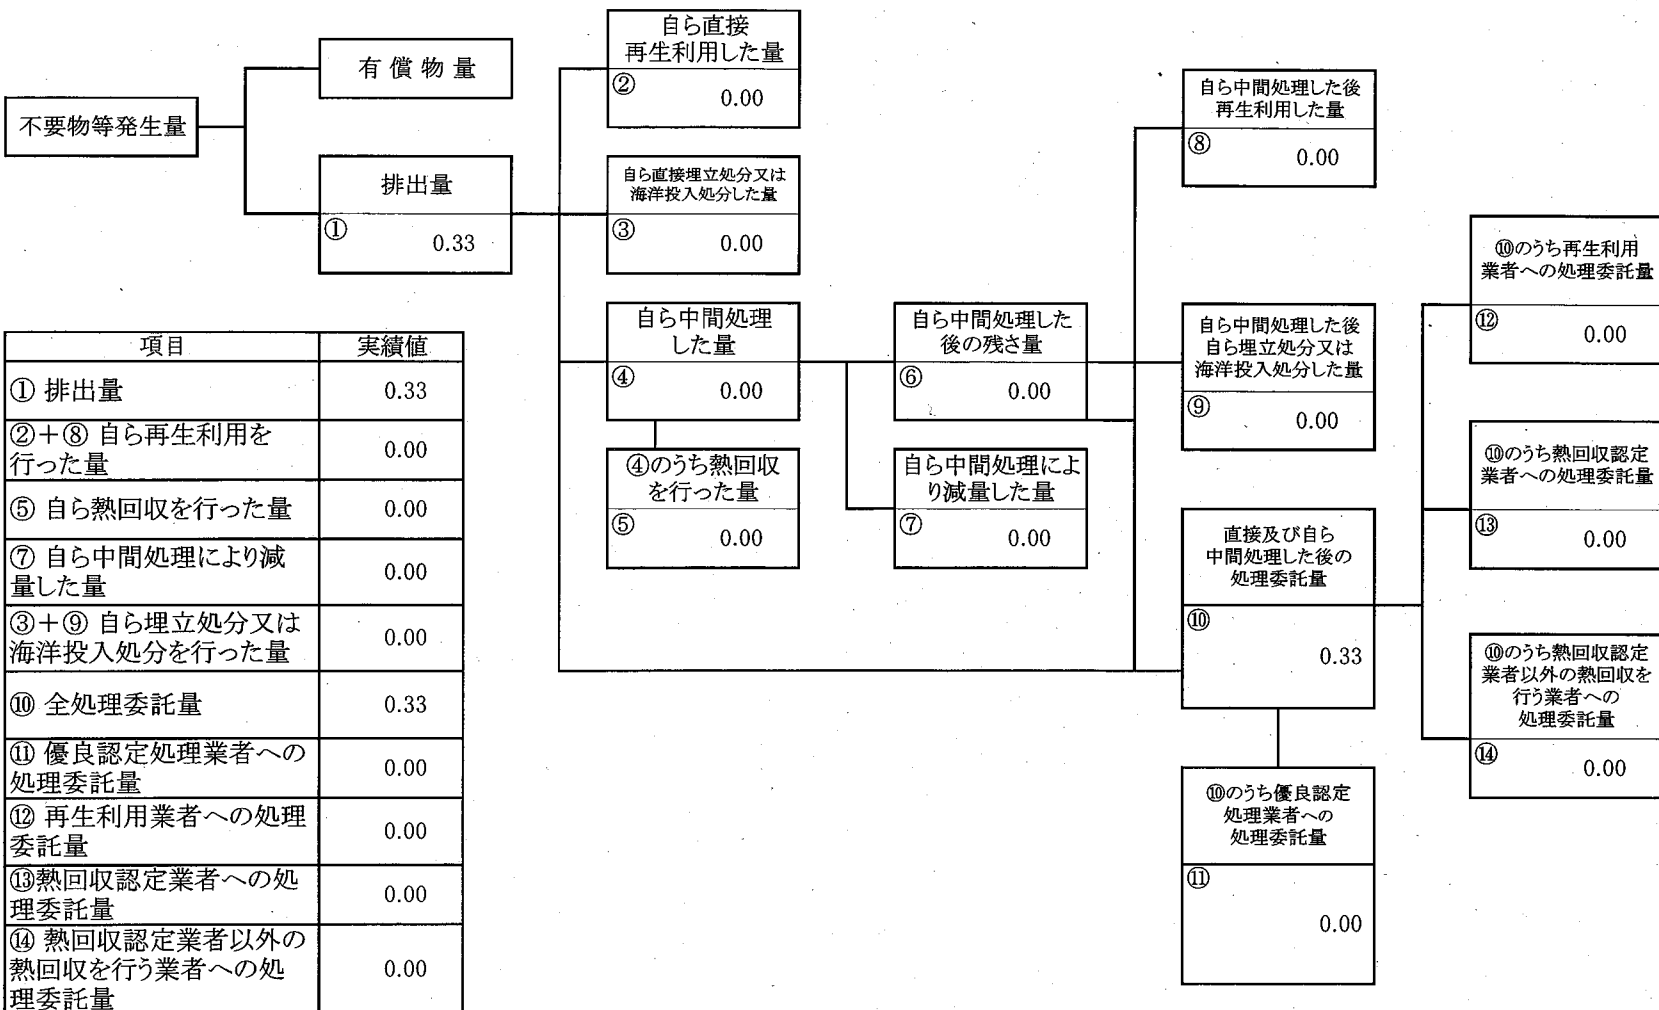 不要物等発生量
有償物量
排出量
①
0.33
自ら直接
再生利用した量
②
0.00
自ら直接埋立処分又は
海洋投入処分した量
③
0.00
自ら中間処理
した量
④
0.00
④のうち熱回収
を行った量
⑤
0.00
自ら中間処理した
後の残さ量
⑥
0.00
自ら中間処理によ
り減量した量
⑦
0.00
自ら中間処理した後
再生利用した量
⑧
0.00
自ら中間処理した後
自ら埋立処分又は
海洋投入処分した量
⑨
0.00
直接及び自ら
中間処理した後の
処理委託量
⑩
0.33
⑩のうち優良認定
処理業者への
処理委託量
⑪
0.00
⑩のうち再生利用
業者への処理委託量
⑫
0.00
⑩のうち熱回収認定
業者への処理委託量
⑬
0.00
⑩のうち熱回収認定
業者以外の熱回収を
行う業者への
処理委託量
⑭
0.00
項目 実績値
① 排出量 0.33
②+⑧ 自ら再生利用を
行った量 0.00
⑤ 自ら熱回収を行った量 0.00
⑦ 自ら中間処理により減
量した量 0.00
③+⑨ 自ら埋立処分又は
海洋投入処分を行った量 0.00
⑩ 全処理委託量 0.33
⑪ 優良認定処理業者への
処理委託量 0.00
⑫ 再生利用業者への処理
委託量 0.00
⑬熱回収認定業者への処
理委託量 0.00
⑭ 熱回収認定業者以外の
熱回収を行う業者への処
理委託量 0.00